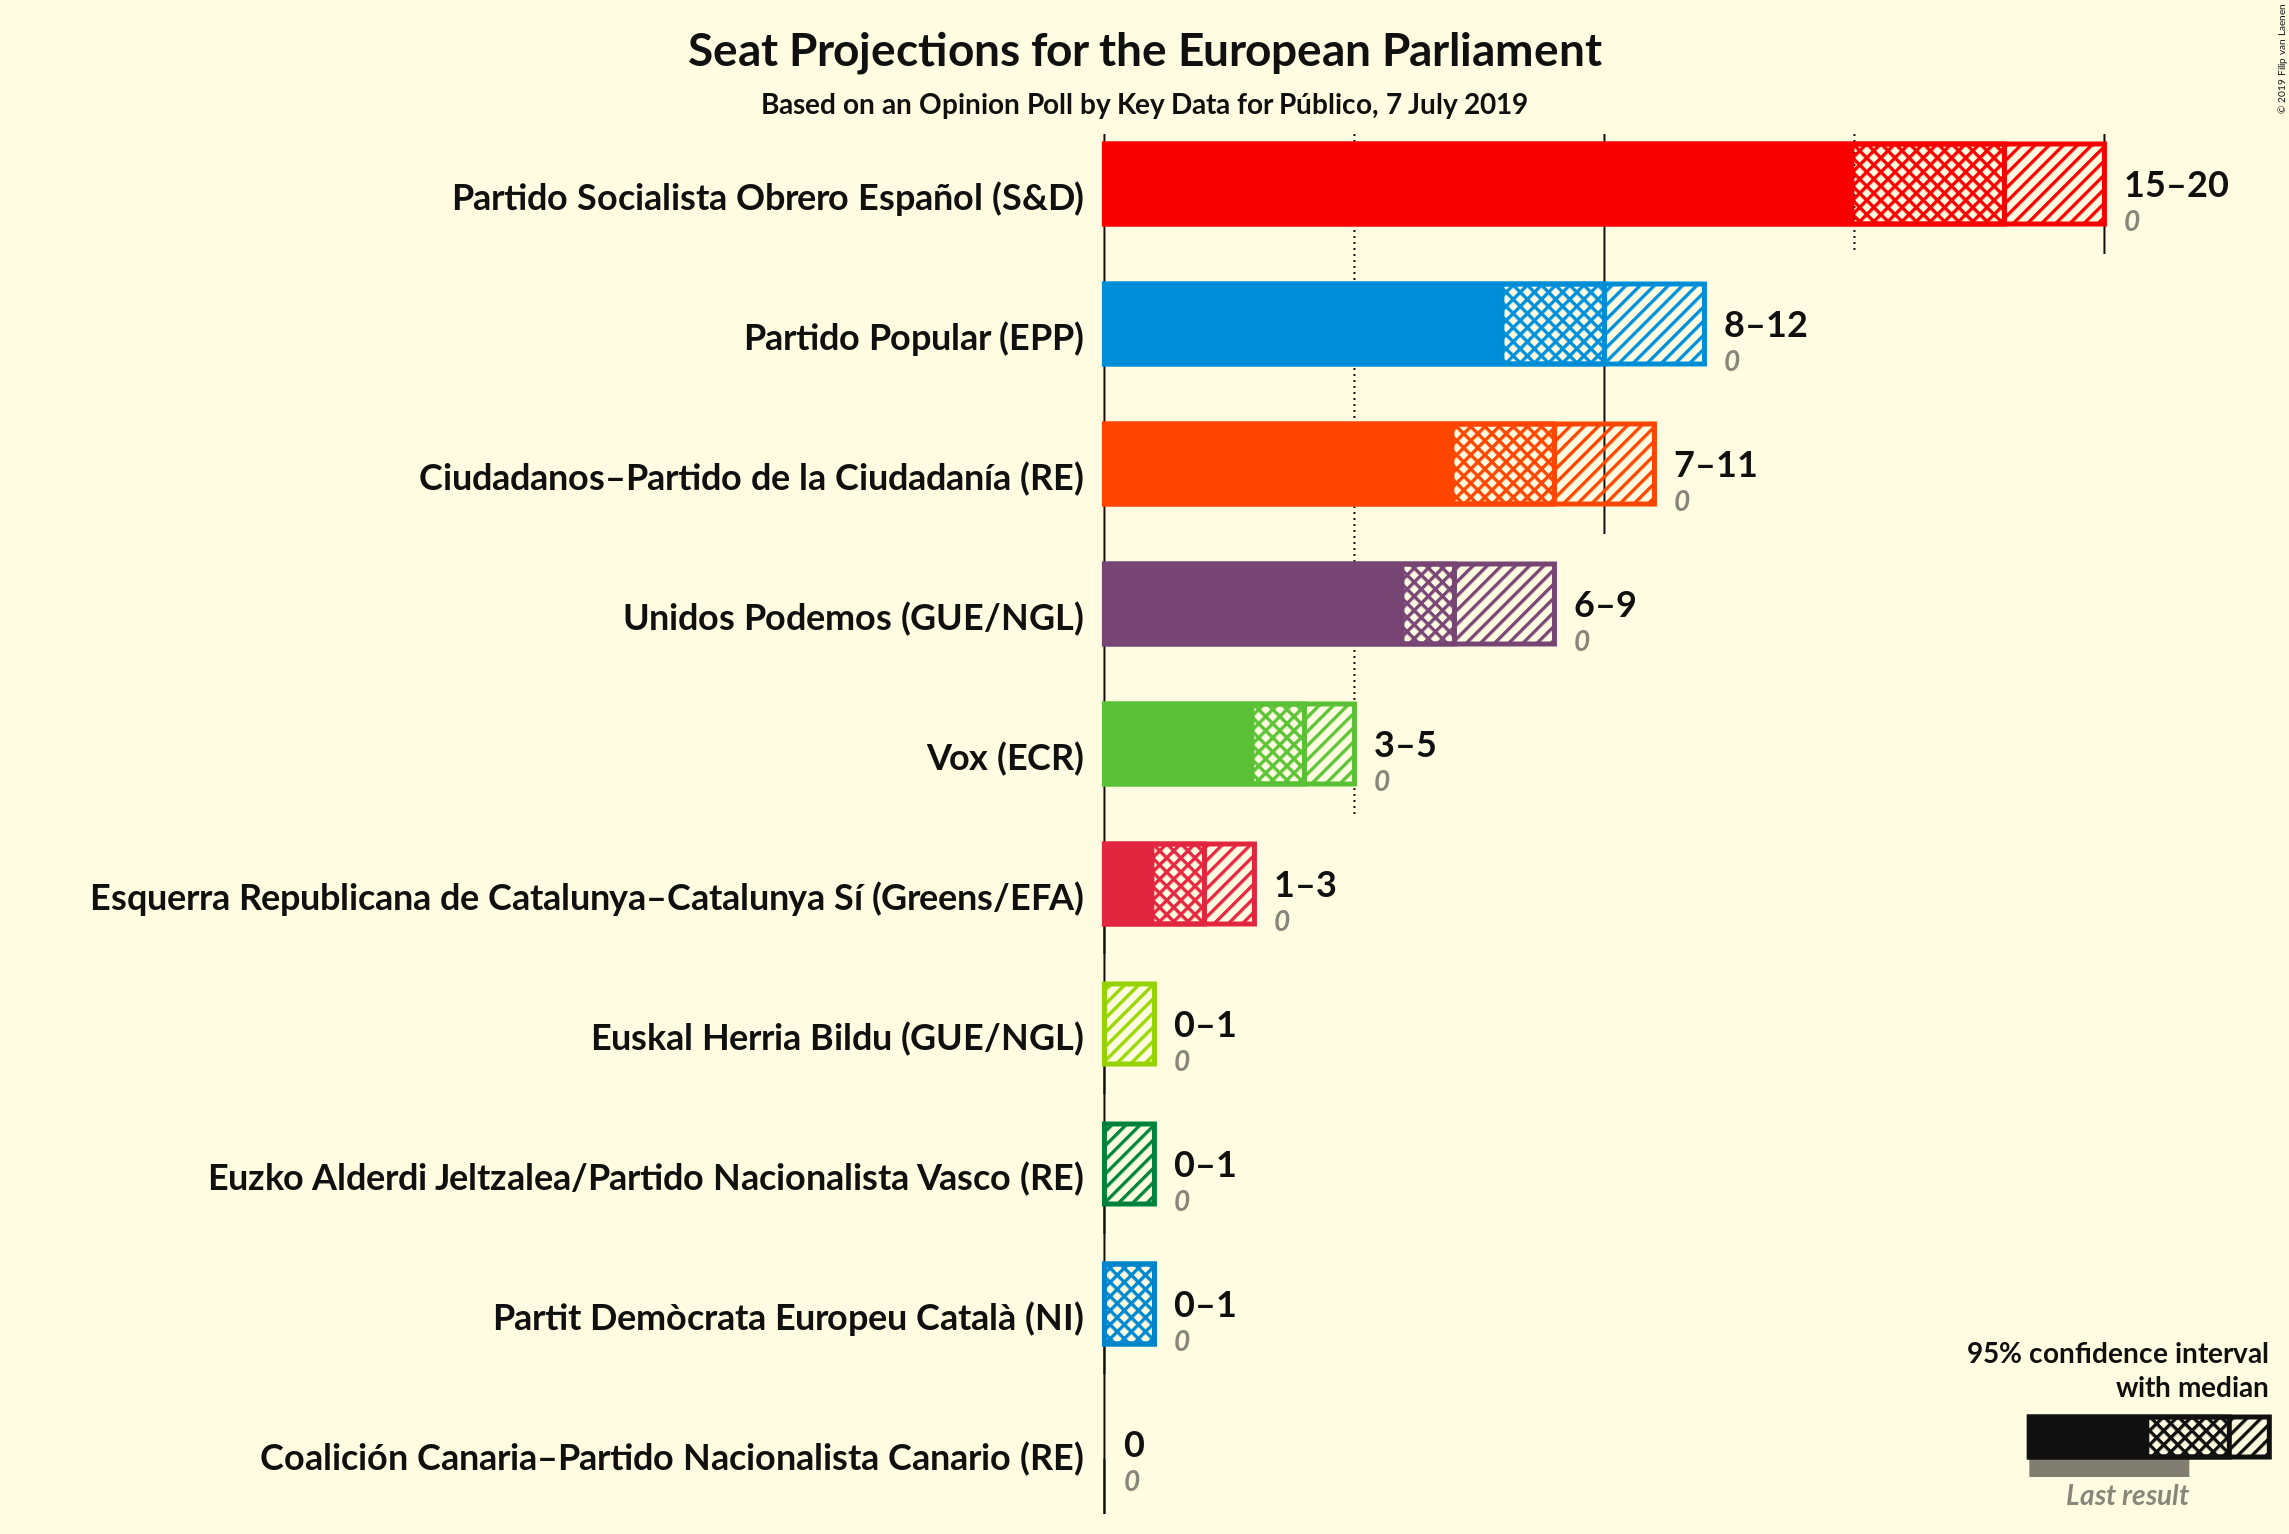 Seat Projections for the European Parliament
Based on an Opinion Poll by Key Data for Público, 7 July 2019
© 2019 Filip van Laenen
Partido Socialista Obrero Español (S&D)
15–20
0
Partido Popular (EPP)
8–12
0
Ciudadanos–Partido de la Ciudadanía (RE)
7–11
0
Unidos Podemos (GUE/NGL)
6–9
0
Vox (ECR)
3–5
0
Esquerra Republicana de Catalunya–Catalunya Sí (Greens/EFA)
1–3
0
Euskal Herria Bildu (GUE/NGL)
0–1
0
Euzko Alderdi Jeltzalea/Partido Nacionalista Vasco (RE)
0–1
0
Partit Demòcrata Europeu Català (NI)
0–1
0
Coalición Canaria–Partido Nacionalista Canario (RE)
0
0
95% confidence interval
with median
Last result